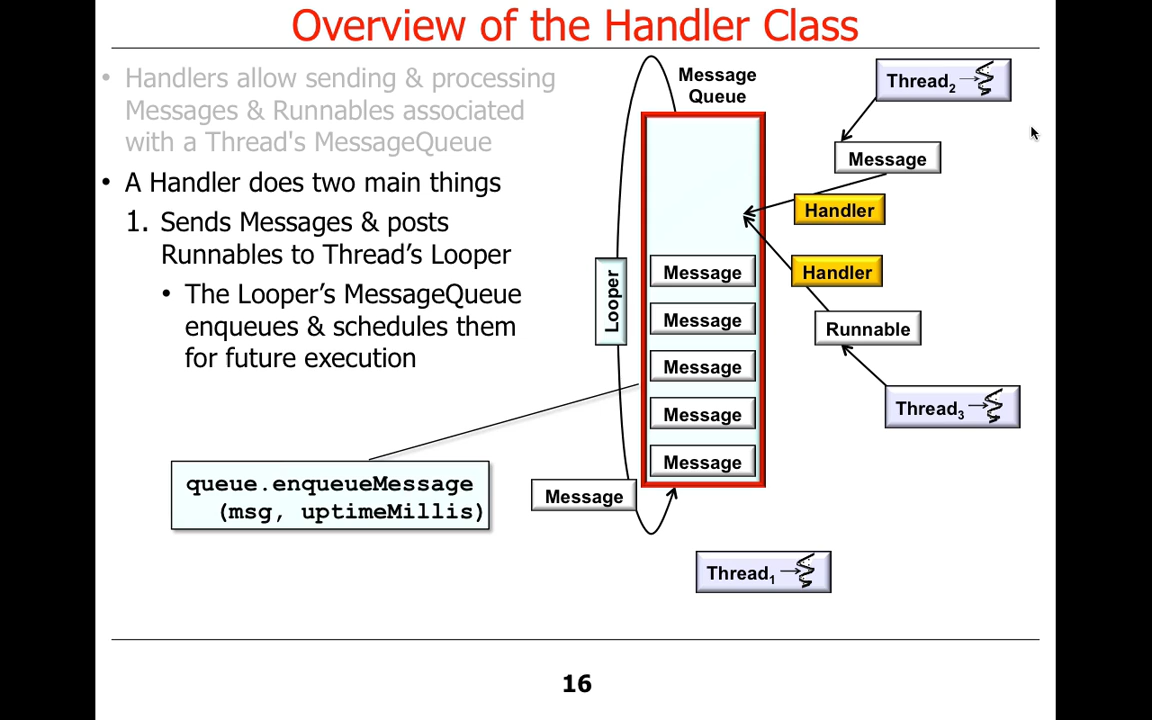 Overview of the Handler Class
• Handlers allow sending & processing
Messages & Runnables associated
with a Thread's MessageQueue
• A Handler does two main things
1. Sends Messages & posts
Runnables to Thread’s Looper
• The Looper’s MessageQueue
enqueues & schedules them
for future execution
queue.enqueueMessage
(msg, uptimeMillis)
Message
Queue
Looper
Message
Message
Message
Message
Message
Message
Thread2
Message
Handler
Handler
Runnable
Thread3
Thread1
16